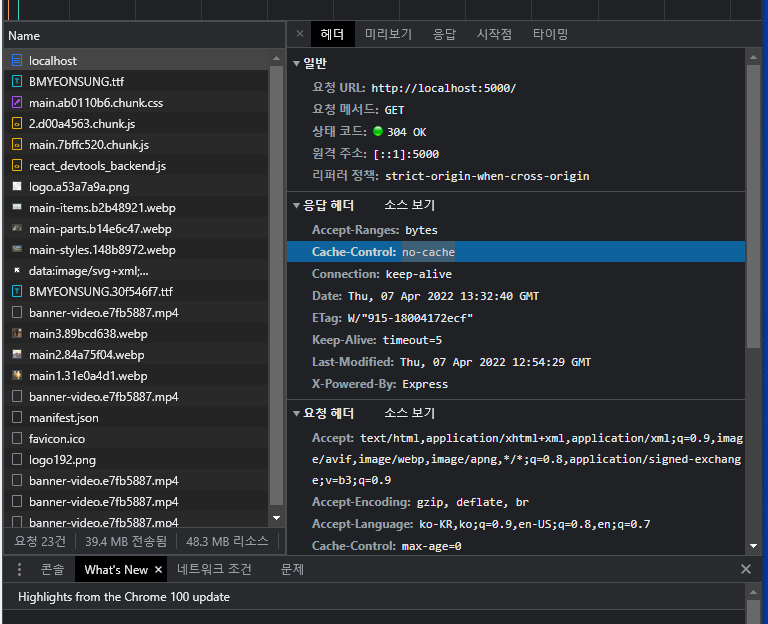 Name
× 헤더 미리보기 응답 시작점 타이밍
localhost
BMYEONSUNG.ttf
main.ab0110b6.chunk.css
2.d00a4563.chunk.js
main.7bffc520.chunk.js
react_devtools_backend.js
logo.a53a7a9a.png
main-items.b2b48921.webp
main-parts.b14e6c47.webp
main-styles.148b8972.webp
data:image/svg+xml;...
BMYEONSUNG.30f546f7.ttf
banner-video.e7fb5887.mp4
main3.89bcd638.webp
main2.84a75f04.webp
main1.31e0a4d1.webp
banner-video.e7fb5887.mp4
manifest.json
favicon.ico
logo192.png
banner-video.e7fb5887.mp4
banner-video.e7fb5887.mp4
banner-video.e7fb5887.mp4
요청 23건 39.4 MB 전송됨 48.3 MB 리소스
일반
요청 URL: http://localhost:5000/
요청 메서드: GET
상태 코드: 304 OK
원격 주소: [::1]:5000
리퍼러 정책: strict-origin-when-cross-origin
응답 헤더 소스 보기
Accept-Ranges: bytes
Cache-Control: no-cache
Connection: keep-alive
Date: Thu, 07 Apr 2022 13:32:40 GMT
ETag: W/"915-18004172ecf"
Keep-Alive: timeout=5
Last-Modified: Thu, 07 Apr 2022 12:54:29 GMT
X-Powered-By: Express
요청 헤더 소스 보기
Accept: text/html,application/xhtml+xml,application/xml;q=0.9,imag
e/avif,image/webp,image/apng,*/*;q=0.8,application/signed-exchang
e;v=b3;q=0.9
Accept-Encoding: gzip, deflate, br
Accept-Language: ko-KR,ko;q=0.9,en-US;q=0.8,en;q=0.7
Cache-Control: max-age=0
콘솔 What's New × 네트워크 조건 문제 ×
Highlights from the Chrome 100 update